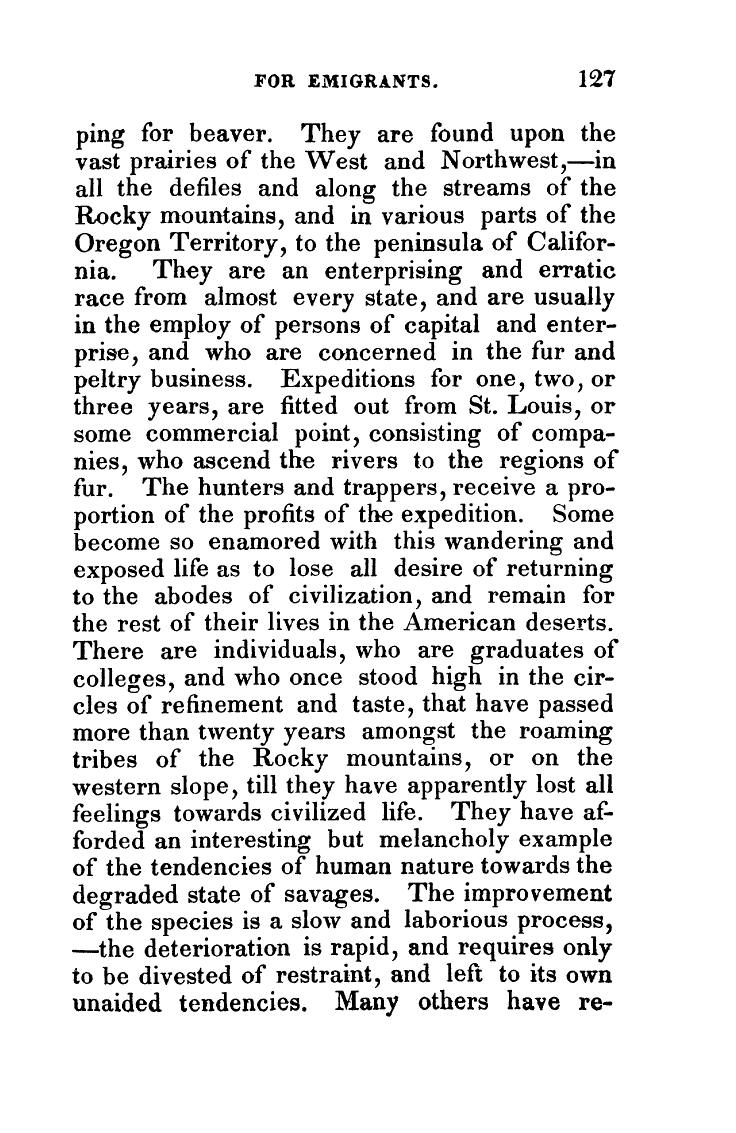 FOR EMIGRANTS. 127
ping for beaver. They are found upon the
vast prairies of the West and Northwest,—in
all the defiles and along the streams of the
Rocky mountains, and in various parts of the
Oregon Territory, to the peninsula of Califor-
nia. They are an enterprising and erratic
race from almost every state, and are usually
in the employ of persons of capital and enter-
prise, and who are concerned in the fur and
peltry business. Expeditions for one, two, or
three years, are fitted out from St. Louis, or
some commercial point, consisting of compa-
nies, who ascend the rivers to the regions of
fur. The hunters and trappers, receive a pro-
portion of the profits of the expedition. Some
become so enamored with this wandering and
exposed life as to lose all desire of returning
to the abodes of civilization, and remain for
the rest of their lives in the American deserts.
There are individuals, who are graduates of
colleges, and who once stood high in the cir-
cles of refinement and taste, that have passed
more than twenty years amongst the roaming
tribes of the Rocky mountains, or on the
western slope, till they have apparently lost all
feelings towards civilized life. They have af-
forded an interesting but melancholy example
of the tendencies of human nature towards the
degraded state of savages. The improvement
of the species is a slow and laborious process,
—the deterioration is rapid, and requires only
to be divested of restraint, and left to its own
unaided tendencies. Many others have re-